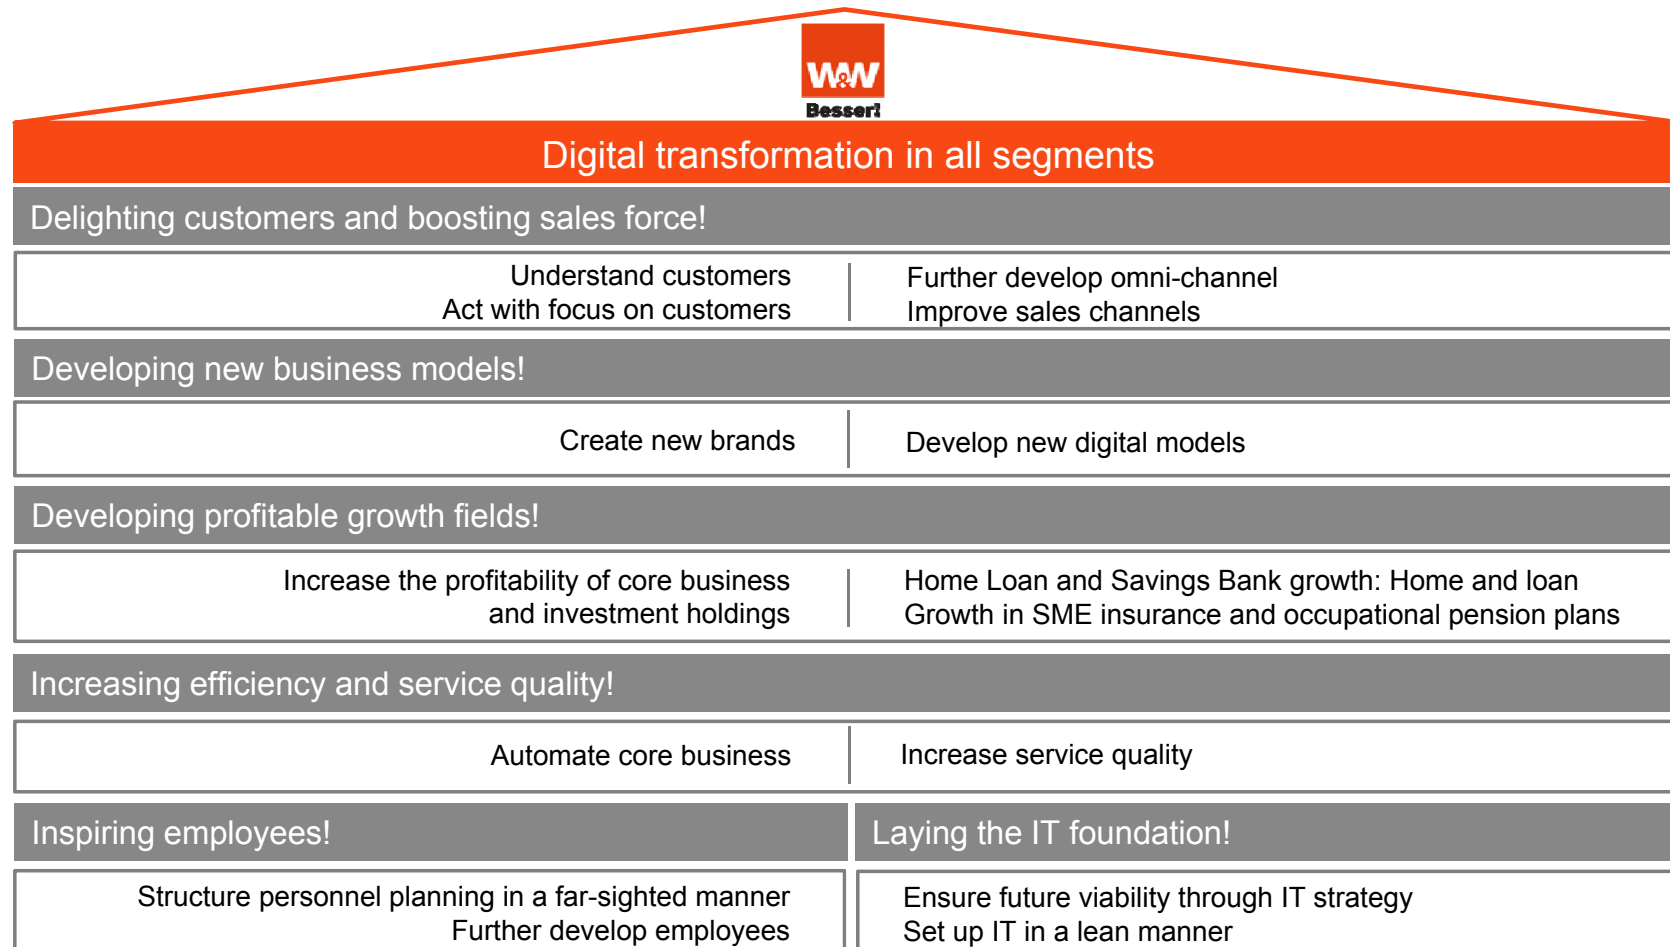 W&W
Besser!
Digital transformation in all segments
Delighting customers and boosting sales force!
Understand customers
Act with focus on customers
Further develop omni-channel
Improve sales channels
Developing new business models!
Create new brands
Develop new digital models
Developing profitable growth fields!
Increase the profitability of core business
and investment holdings
Home Loan and Savings Bank growth: Home and loan
Growth in SME insurance and occupational pension plans
Increasing efficiency and service quality!
Automate core business
Increase service quality
Inspiring employees!
Structure personnel planning in a far-sighted manner
Further develop employees
Laying the IT foundation!
Ensure future viability through IT strategy
Set up IT in a lean manner